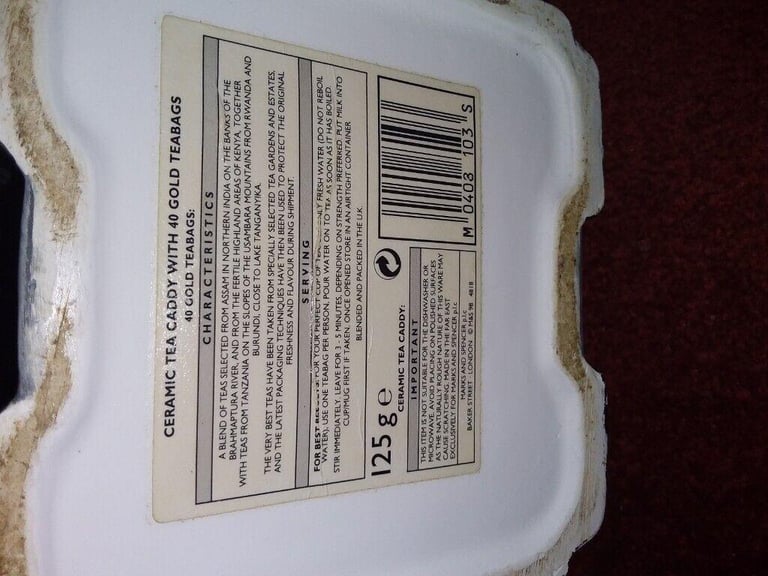 CERAMIC TEA CADDY WITH 40 GOLD TEABAGS
40 GOLD TEABAGS:
CHARACTERISTICS
A BLEND OF TEAS SELECTED FROM ASSAM IN NORTHERN INDIA ON THE BANKS OF THE
BRAHMAPTURA RIVER, AND FROM THE FERTILE HIGHLAND AREAS OF KENYA, TOGETHER
WITH TEAS FROM TANZANIA ON THE SLOPES OF THE USAMBARA MOUNTAINS FROM RWANDA AND
BURUNDI, CLOSE TO LAKE TANGANYIKA.
THE VERY BEST TEAS HAVE BEEN TAKEN FROM SPECIALLY SELECTED TEA GARDENS AND ESTATES,
AND THE LATEST PACKAGING TECHNIQUES HAVE THEN BEEN USED TO PROTECT THE ORIGINAL
FRESHNESS AND FLAVOUR DURING SHIPMENT.
SERVING
FOR BEST FOR YOUR PERFECT CUP OF FRESH WATER (DO NOT REBOIL
WATER), USE ONE TEABAG PER PERSON. POUR WATER ON TO TEA AS SOON AS IT HAS BOILED.
STIR IMMEDIATELY. LEAVE FOR 3 - 5 MINUTES, DEPENDING ON STRENGTH PREFERRED. PUT MILK INTO
CUP/MUG FIRST IF TAKEN. ONCE OPENED STORE IN AN AIRTIGHT CONTAINER.
BLENDED AND PACKED IN THE U.K.
125 g e
CERAMIC TEA CADDY:
IMPORTANT
THIS ITEM IS NOT SUITABLE FOR THE DISHWASHER OR
MICROWAVE. AVOID PLACING ON POLISHED SURFACES
AS THE NATURALLY ROUGH NATURE OF THIS WARE MAY
CAUSE SCRATCHING. MADE IN THE FAR EAST
EXCLUSIVELY FOR MARKS AND SPENCER p.l.c.
MARKS AND SPENCER p.l.c.
BAKER STREET · LONDON © M&S 98 4818
M 0403 103 S